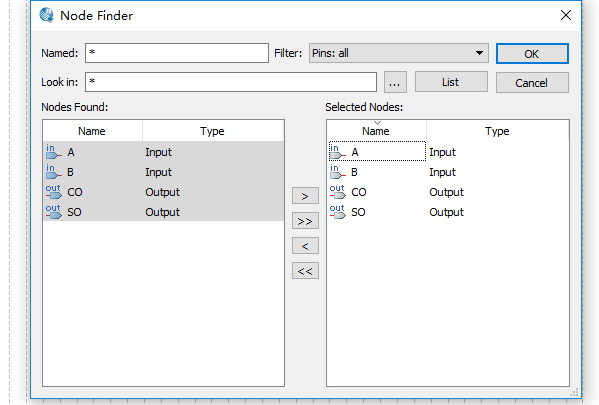 Node Finder
Named: * Filter: Pins: all OK
Look in: * ... List Cancel
Nodes Found: Selected Nodes:
Name Type Name Type
in A Input in A Input
in B Input in B Input
out CO Output out CO Output
out SO Output out SO Output
>
>>
<
<<